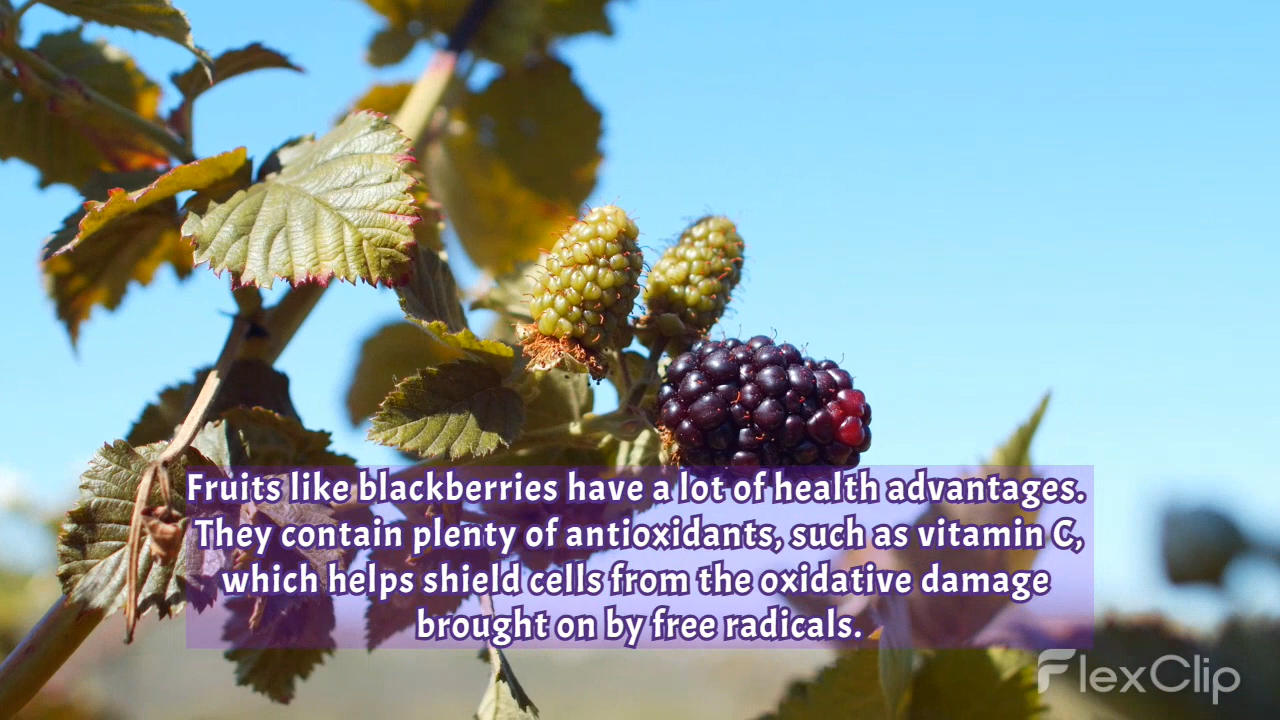 Fruits like blackberries have a lot of health advantages.
They contain plenty of antioxidants, such as vitamin C,
which helps shield cells from the oxidative damage
brought on by free radicals.
FlexClip